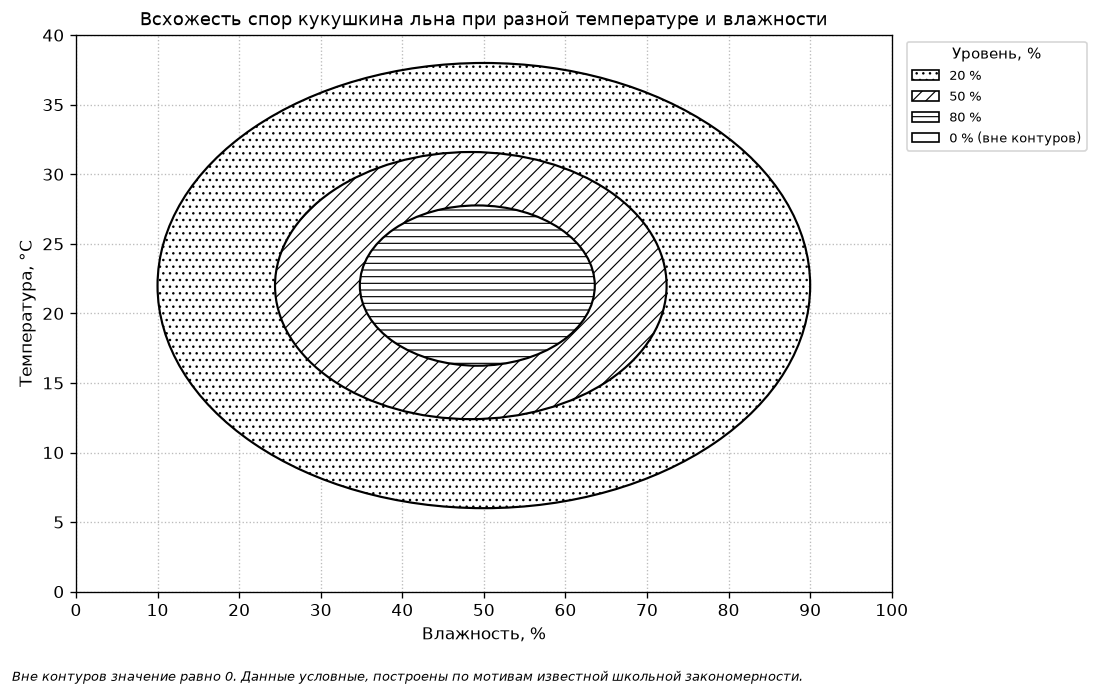 Всхожесть спор кукушкина льна при разной температуре и влажности
40
35
30
25
20
15
10
5
0
Температура, °C
0 10 20 30 40 50 60 70 80 90 100
Влажность, %
Уровень, %
20 %
50 %
80 %
0 % (вне контуров)
Вне контуров значение равно 0. Данные условные, построены по мотивам известной школьной закономерности.